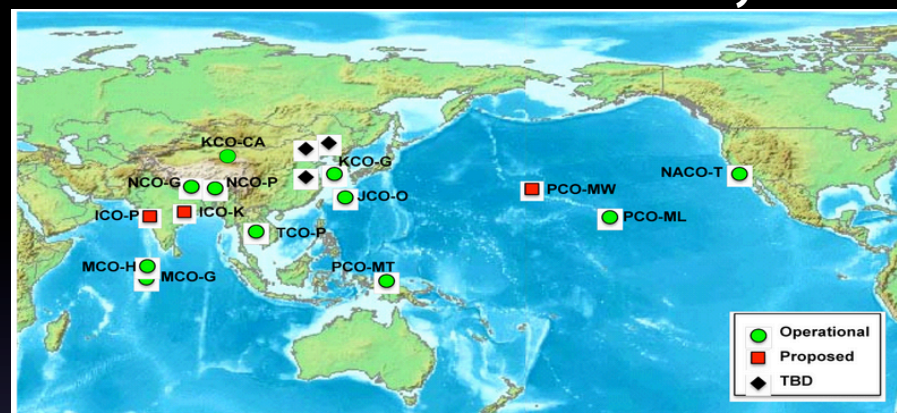 KCO-CA
KCO-G
NCO-G
NCO-P
NACO-T
JCO-O
PCO-MW
ICO-P
ICO-K
PCO-ML
TCO-P
MCO-H
MCO-G
PCO-MT
Operational
Proposed
TBD